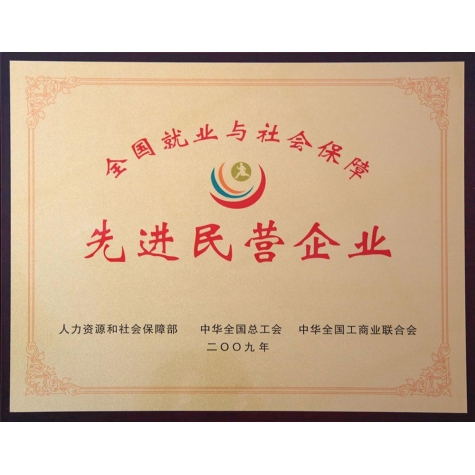 全国就业与社会保障
先进民营企业
人力资源和社会保障部 中华全国总工会 中华全国工商业联合会
二〇〇九年